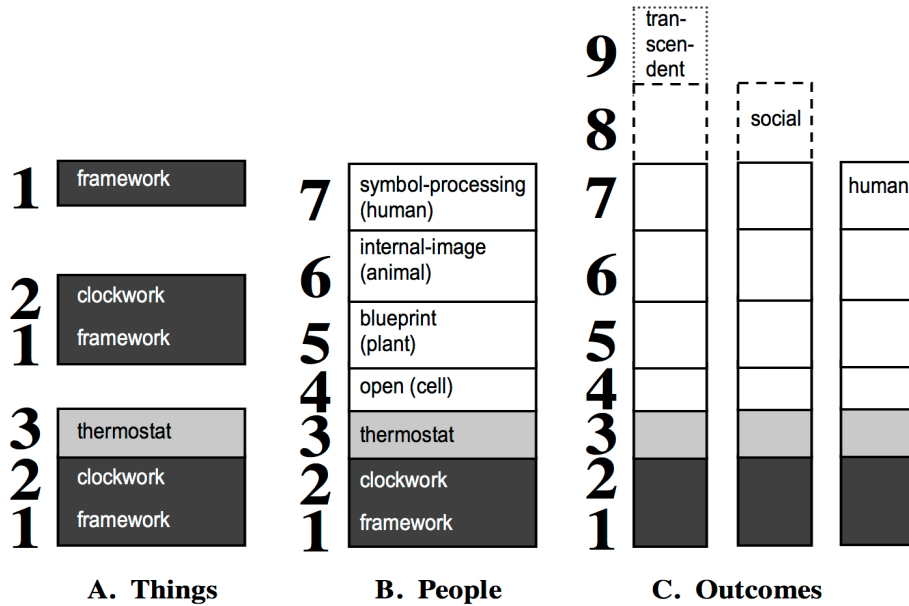 1
framework
2
clockwork
1
framework
3
thermostat
2
clockwork
1
framework
A. Things
7
symbol-processing
(human)
6
internal-image
(animal)
5
blueprint
(plant)
4
open (cell)
3
thermostat
2
clockwork
1
framework
B. People
9
tran-
scen-
dent
8
social
7
human
6
5
4
3
2
1
C. Outcomes